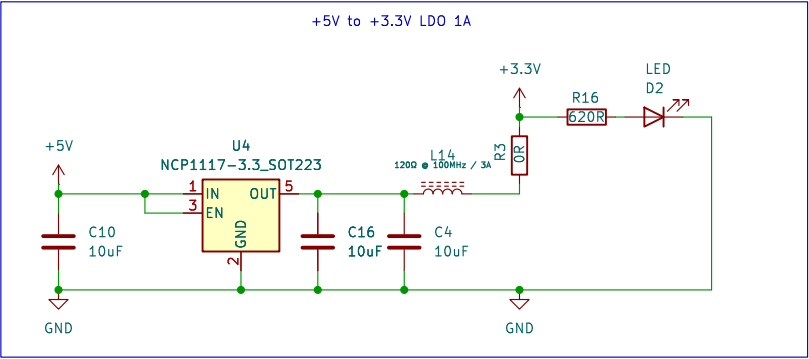 +5V to +3.3V LDO 1A
+3.3V
LED
D2
R16
620R
+5V
U4
NCP1117-3.3_SOT223
L14
120Ω @ 100MHz / 3A
R3
0R
1
IN
OUT
5
3
EN
GND
2
C10
10uF
C16
10uF
C4
10uF
GND
GND